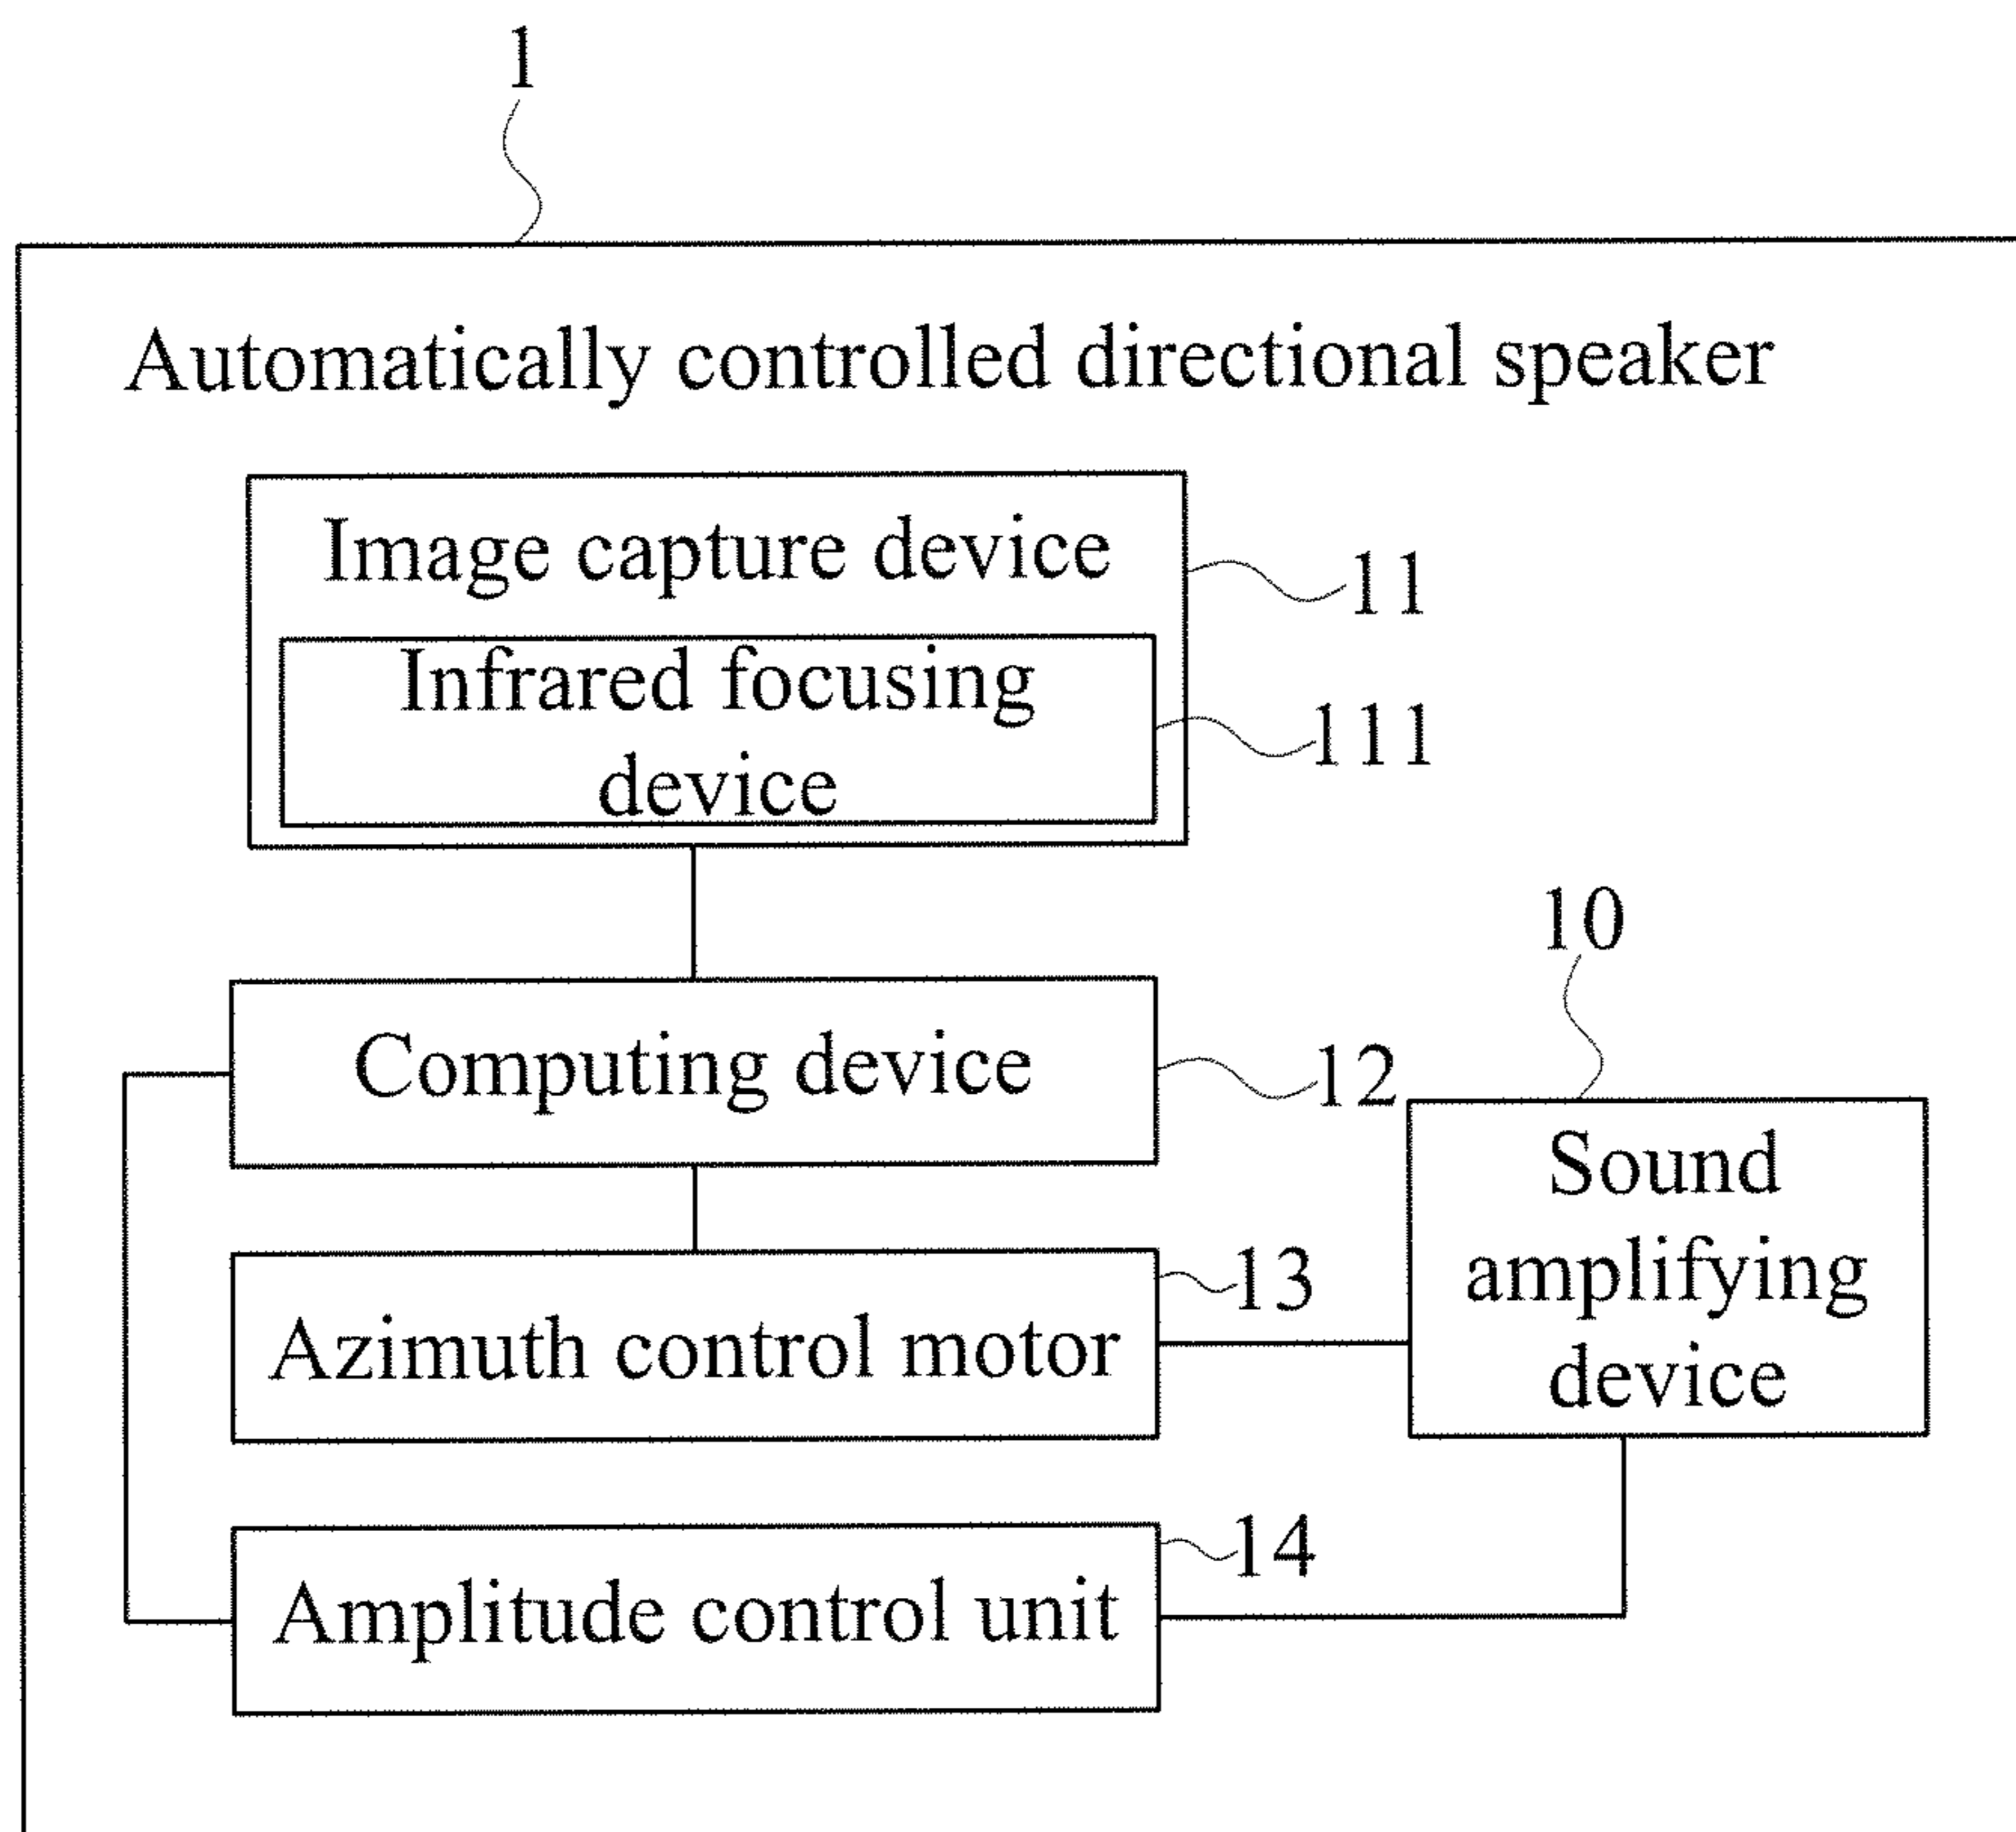 1
Automatically controlled directional speaker
Image capture device
11
Infrared focusing
device
111
10
Computing device
12
Sound
amplifying
device
13
Azimuth control motor
14
Amplitude control unit